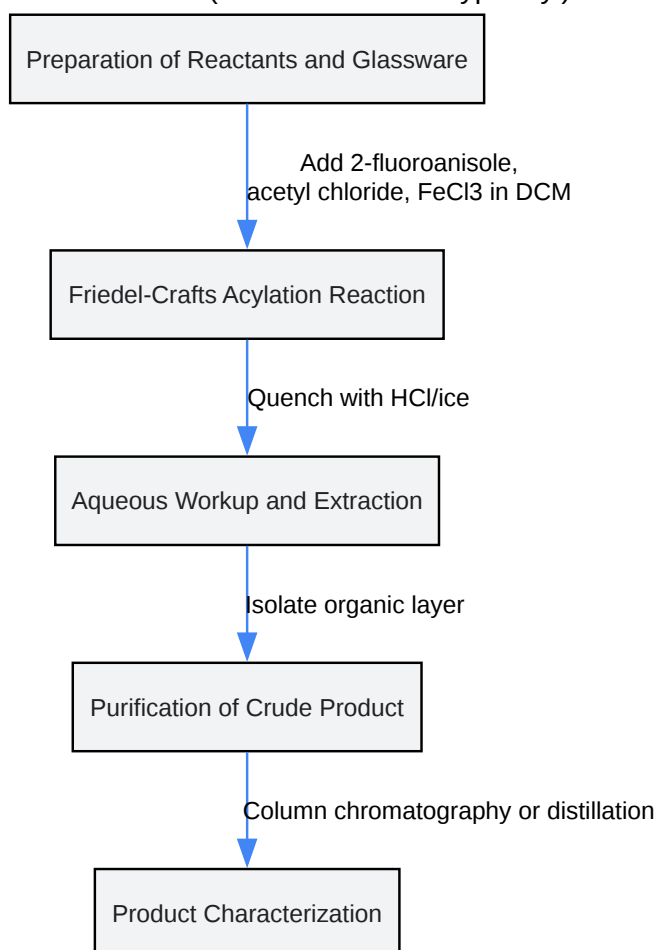 Preparation of Reactants and Glassware
Add 2-fluoroanisole,
acetyl chloride, FeCl3 in DCM
Friedel-Crafts Acylation Reaction
Quench with HCl/ice
Aqueous Workup and Extraction
Isolate organic layer
Purification of Crude Product
Column chromatography or distillation
Product Characterization